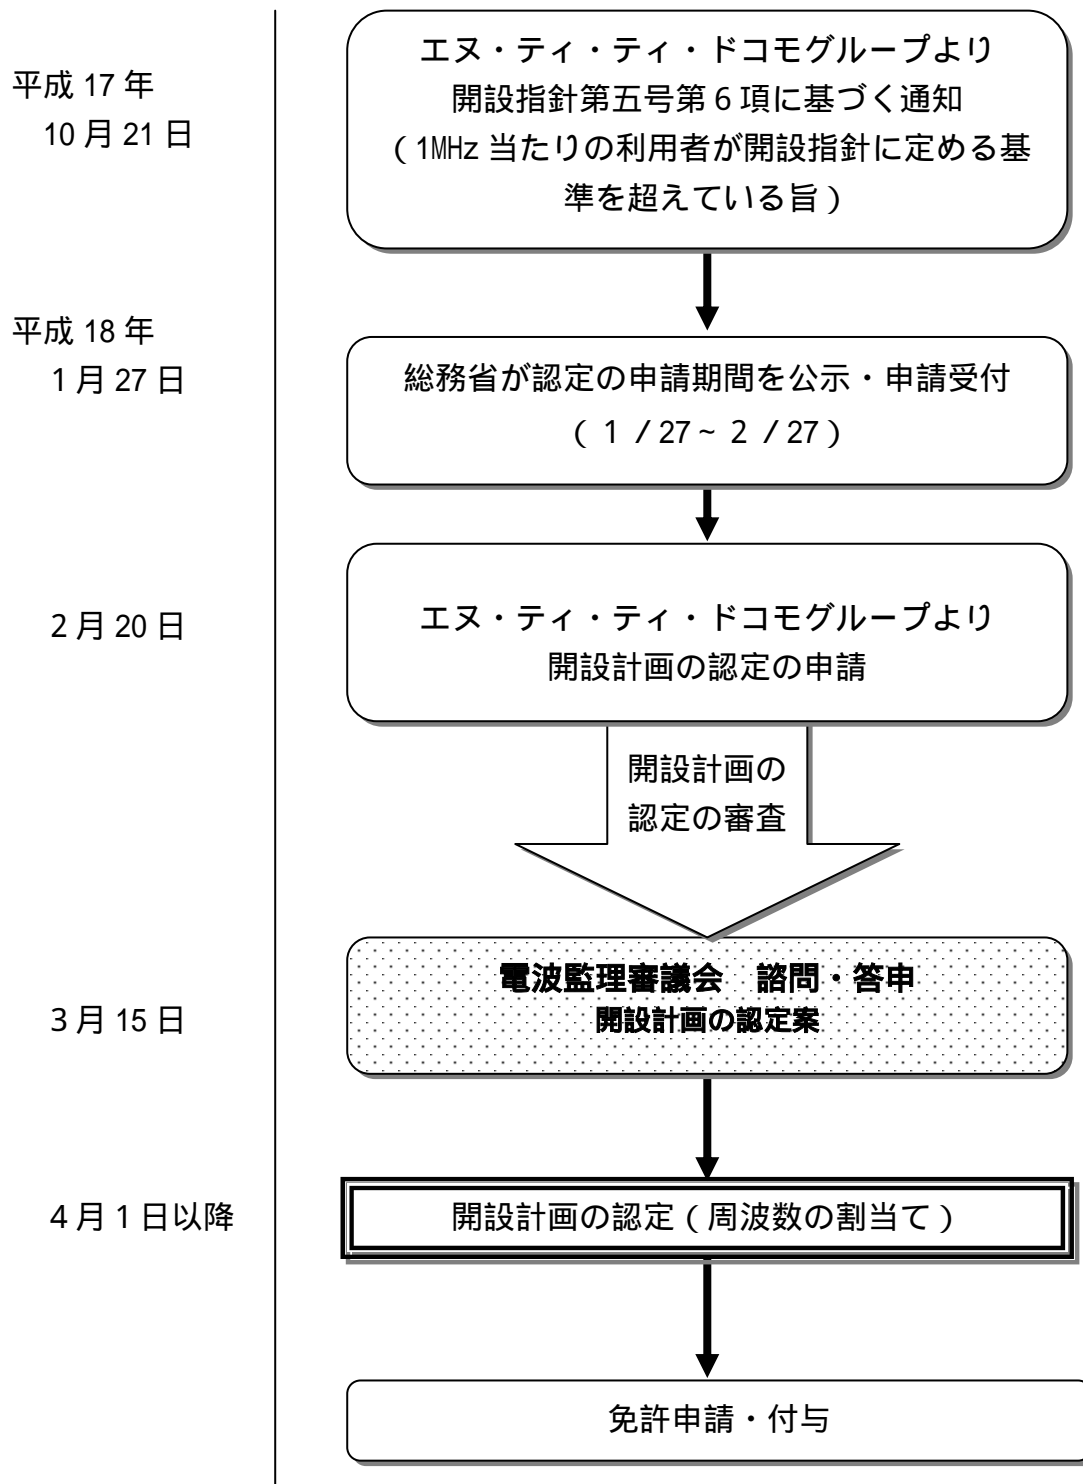 平成 17 年
10 月 21 日
エヌ・ティ・ティ・ドコモグループより
開設指針第五号第 6 項に基づく通知
( 1MHz 当たりの利用者が開設指針に定める基
準を超えている旨 )
平成 18 年
1 月 27 日
総務省が認定の申請期間を公示・申請受付
( 1 / 27 ~ 2 / 27 )
2 月 20 日
エヌ・ティ・ティ・ドコモグループより
開設計画の認定の申請
開設計画の
認定の審査
3 月 15 日
電波監理審議会　諮問・答申
開設計画の認定案
4 月 1 日以降
開設計画の認定 ( 周波数の割当て )
免許申請・付与